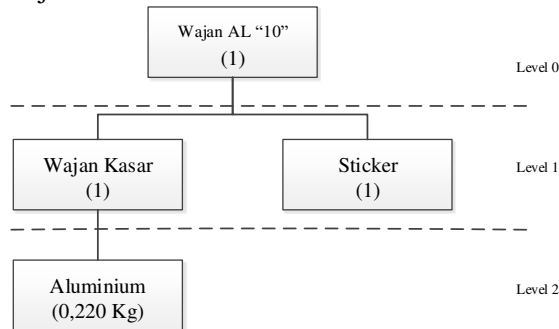 Wajan AL “10”
(1)
Level 0
Wajan Kasar
(1)
Sticker
(1)
Level 1
Aluminium
(0,220 Kg)
Level 2